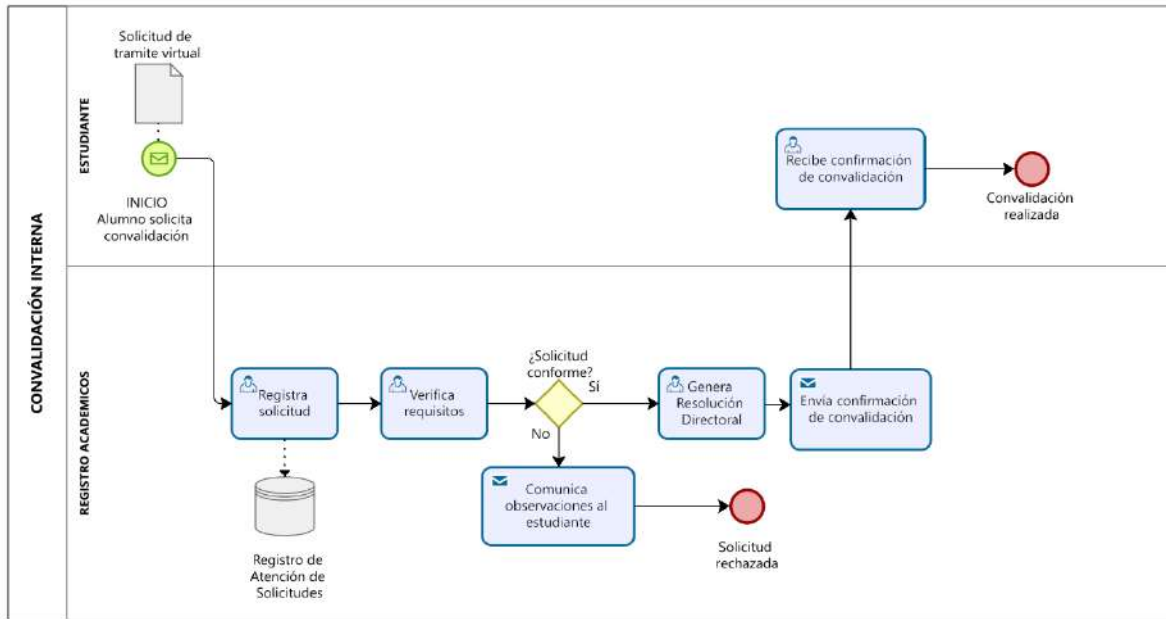 CONVALIDACIÓN INTERNA
ESTUDIANTE
Solicitud de
tramite virtual
INICIO
Alumno solicita
convalidación
Recibe confirmación
de convalidación
Convalidación
realizada
REGISTRO ACADEMICOS
Registra
solicitud
Verifica
requisitos
¿Solicitud
conforme?
Sí
No
Genera
Resolución
Directoral
Envía confirmación
de convalidación
Comunica
observaciones al
estudiante
Solicitud
rechazada
Registro de
Atención de
Solicitudes